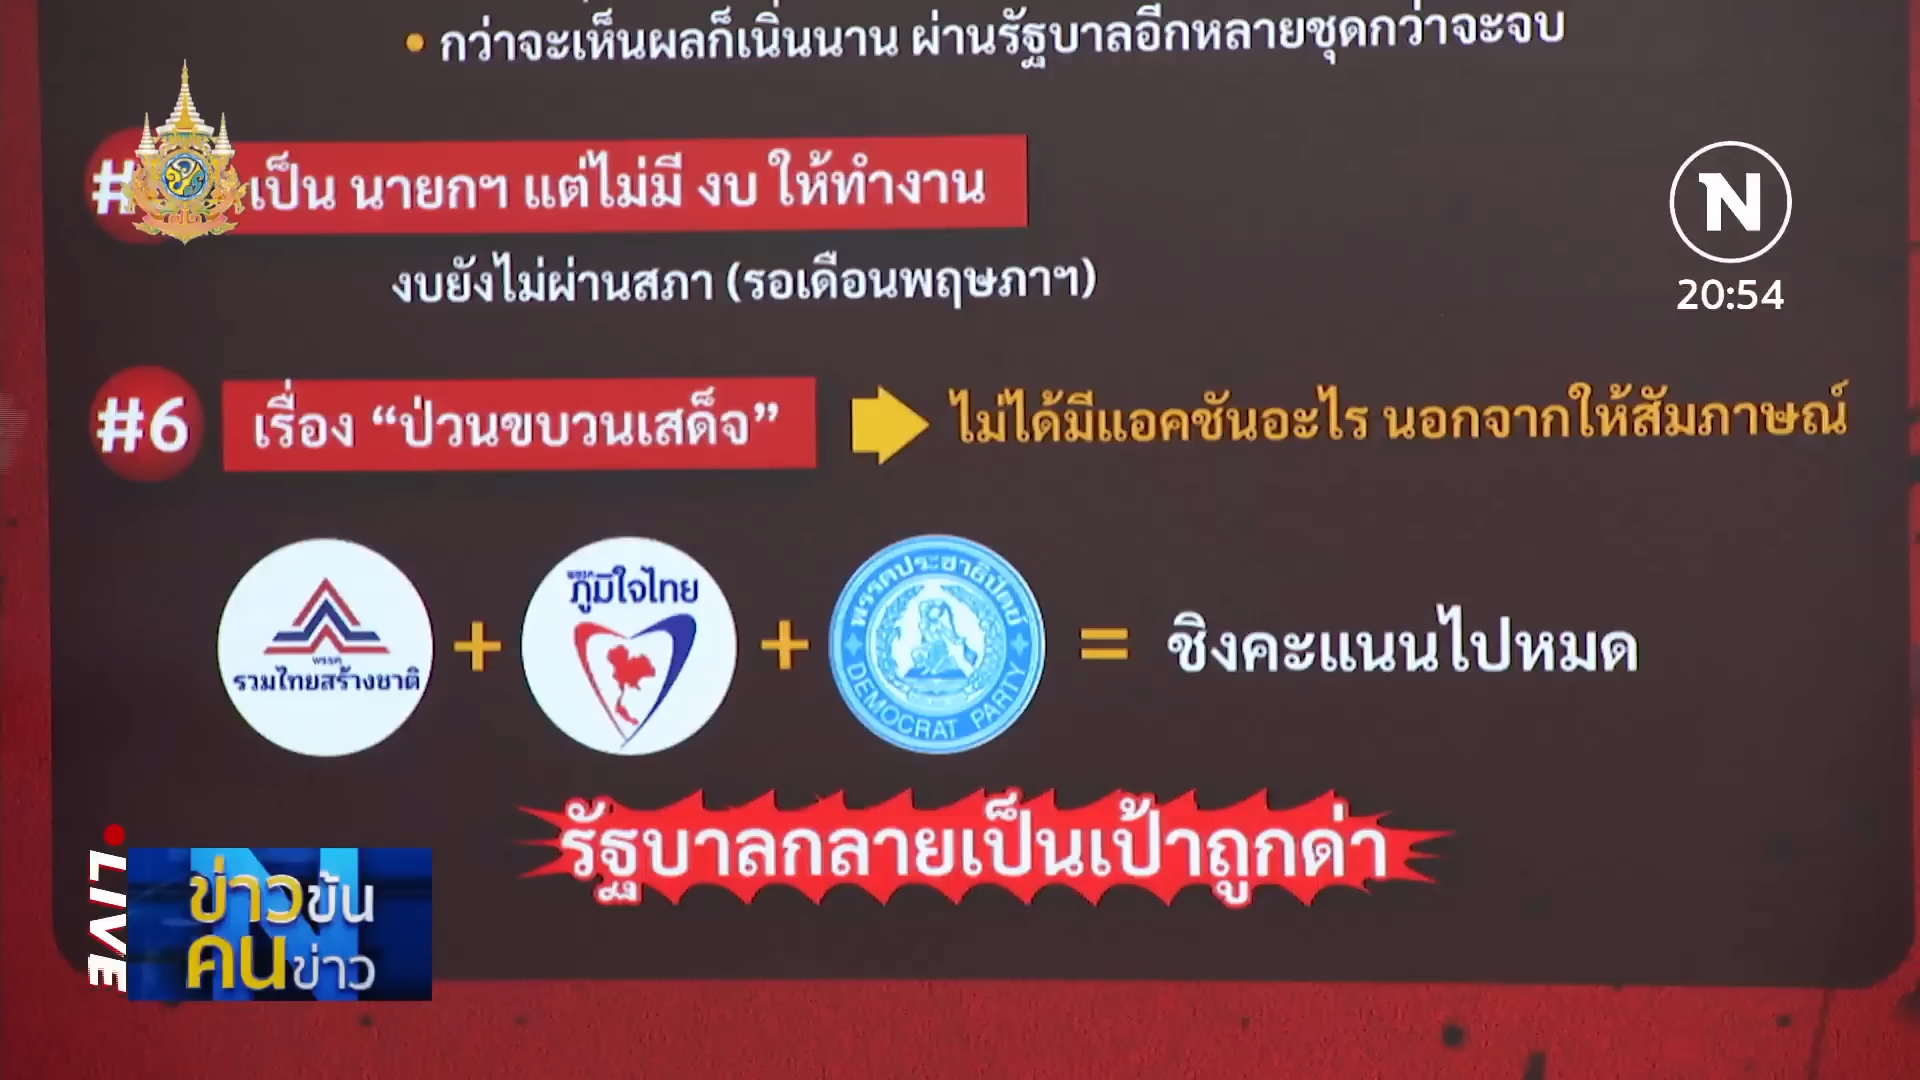 • กว่าจะเห็นผลก็เนิ่นนาน ผ่านรัฐบาลอีกหลายชุดกว่าจะจบ
# เป็น นายกฯ แต่ไม่มี งบ ให้ทำงาน
N
20:54
งบยังไม่ผ่านสภา (รอเดือนพฤษภาฯ)
#6 เรื่อง “ป่วนขบวนเสด็จ” ไม่ได้มีแอคชันอะไร นอกจากให้สัมภาษณ์
พรรค
รวมไทยสร้างชาติ
+
พรรค
ภูมิใจไทย
+
พรรคประชาธิปัตย์
DEMOCRAT PARTY
= ชิงคะแนนไปหมด
รัฐบาลกลายเป็นเป้าถูกด่า
LIVE
ข่าวข้น
คนข่าว